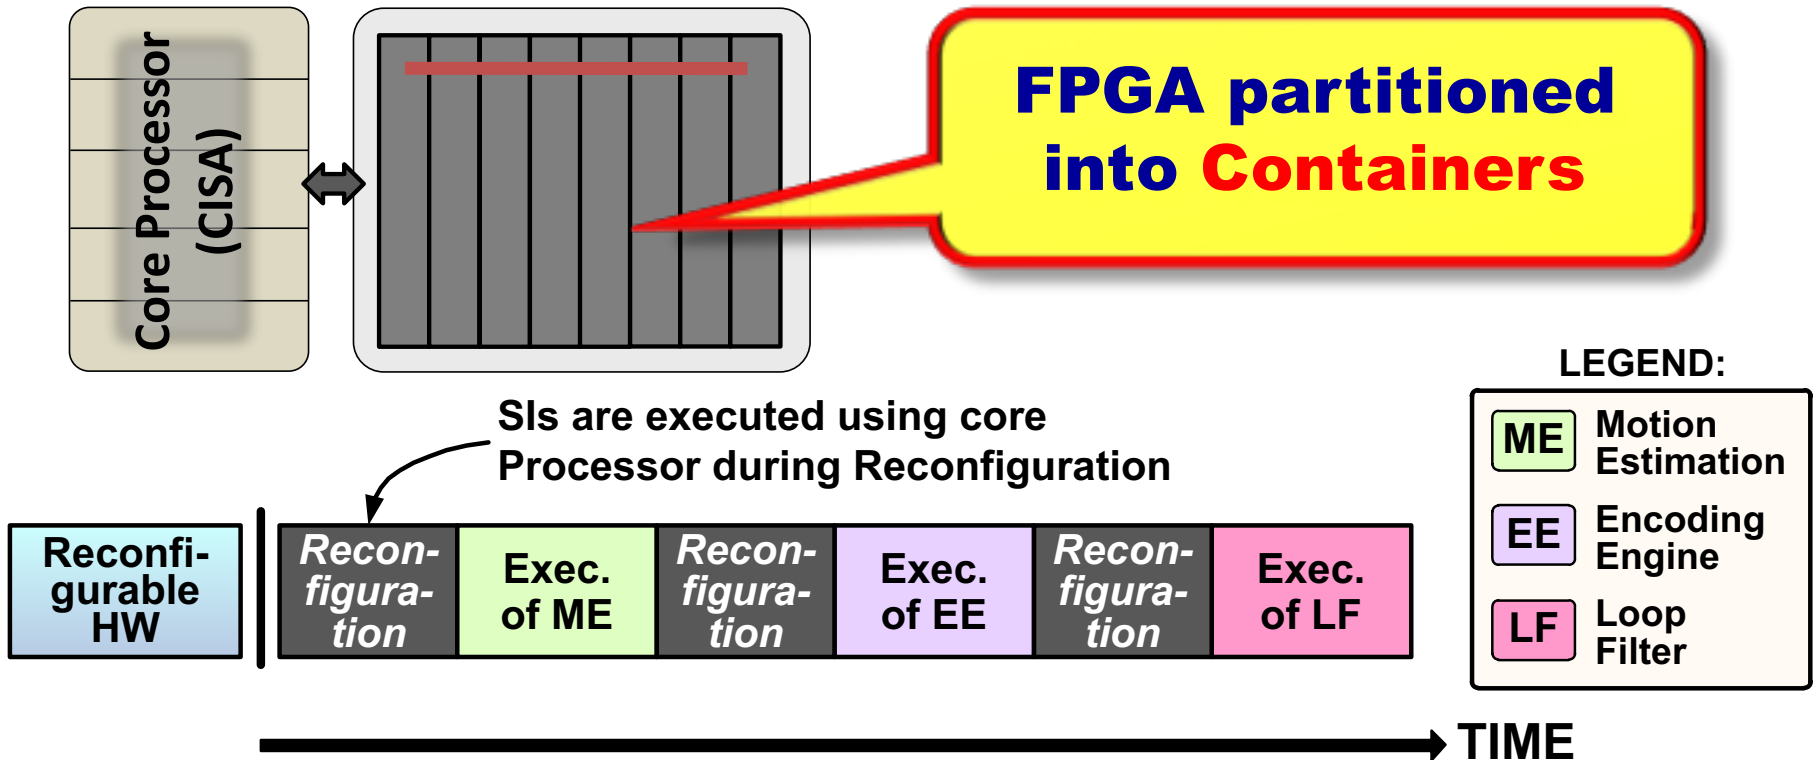 Core Processor
(CISA)
FPGA partitioned
into Containers
SIs are executed using core
Processor during Reconfiguration
LEGEND:
ME
Motion
Estimation
EE
Encoding
Engine
LF
Loop
Filter
Reconfi-
gurable
HW
Recon-
figura-
tion
Exec.
of ME
Recon-
figura-
tion
Exec.
of EE
Recon-
figura-
tion
Exec.
of LF
TIME